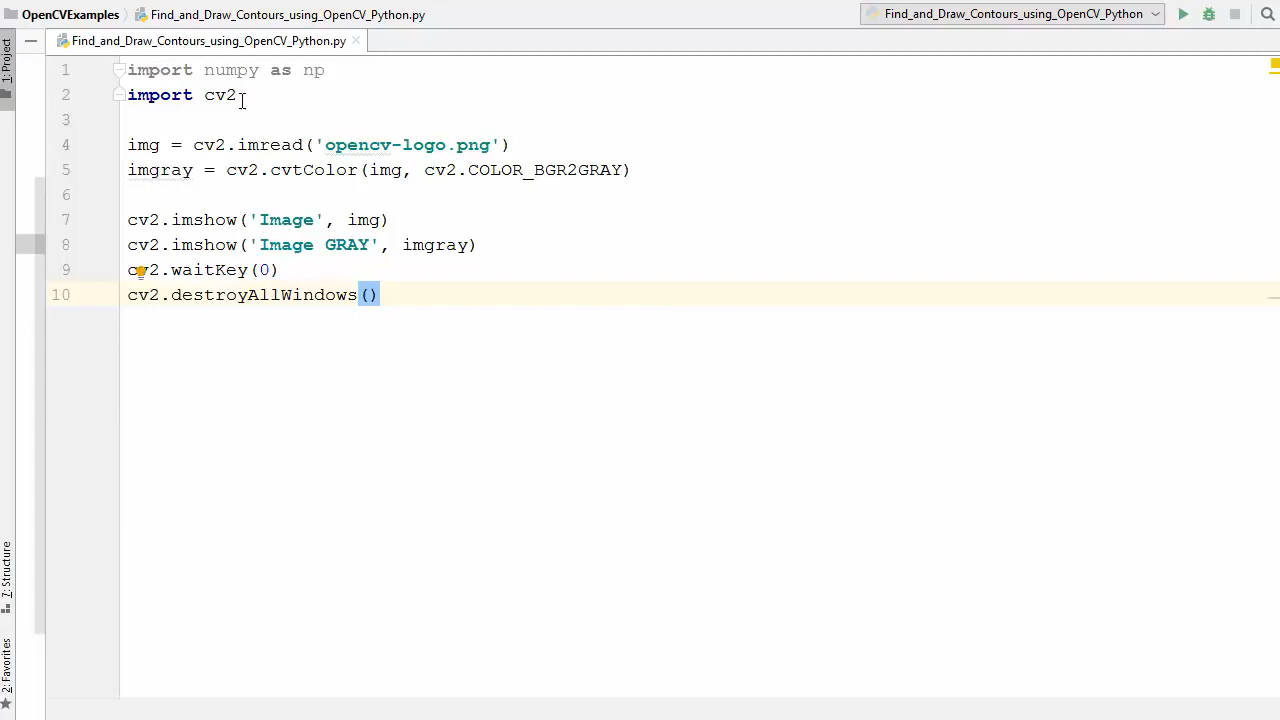 OpenCVExamples Find_and_Draw_Contours_using_OpenCV_Python.py Find_and_Draw_Contours_using_OpenCV_Python
Find_and_Draw_Contours_using_OpenCV_Python.py
1: Project
1 import numpy as np
2 import cv2
3
4 img = cv2.imread('opencv-logo.png')
5 imgray = cv2.cvtColor(img, cv2.COLOR_BGR2GRAY)
6
7 cv2.imshow('Image', img)
8 cv2.imshow('Image GRAY', imgray)
9 cv2.waitKey(0)
10 cv2.destroyAllWindows()
7: Structure
2: Favorites